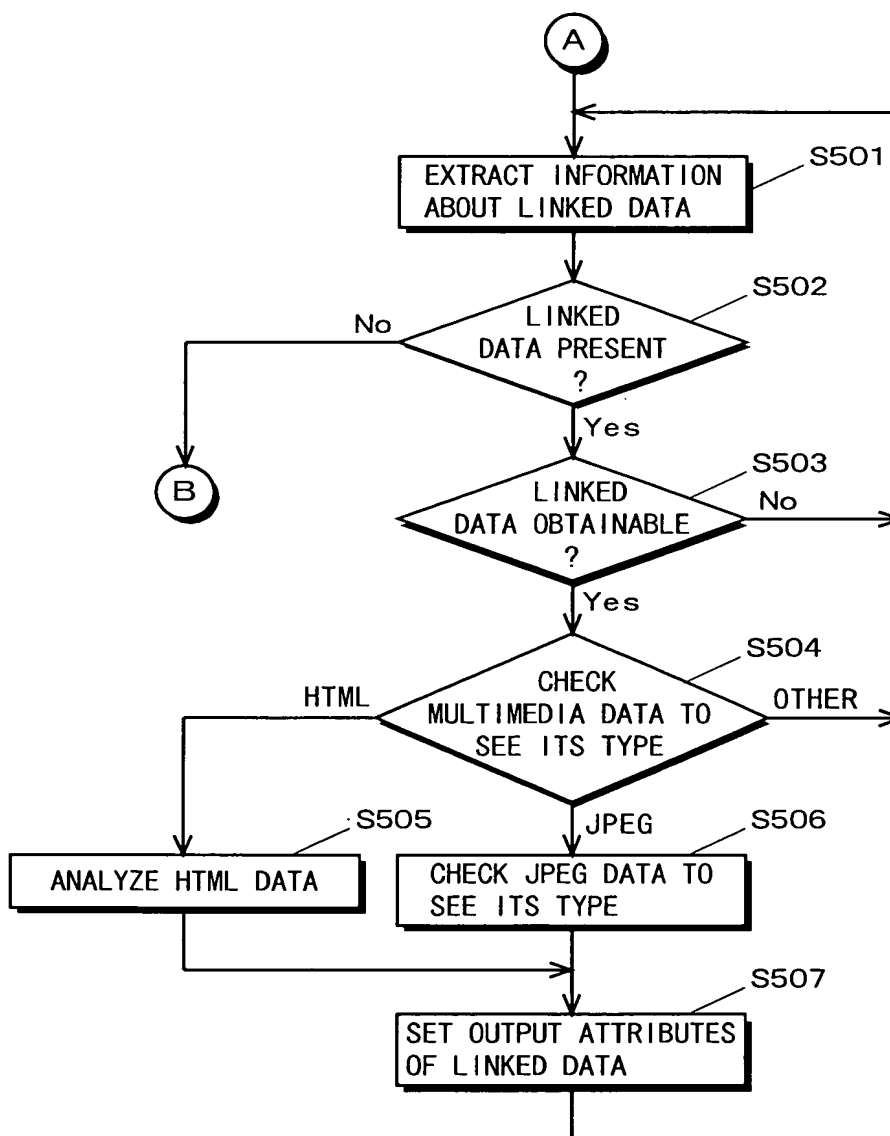 A
S501
EXTRACT INFORMATION
ABOUT LINKED DATA
S502
No
LINKED
DATA PRESENT
?
Yes
B
S503
LINKED
DATA OBTAINABLE
?
No
Yes
S504
HTML
CHECK
MULTIMEDIA DATA TO
SEE ITS TYPE
OTHER
JPEG
S505
ANALYZE HTML DATA
S506
CHECK JPEG DATA TO
SEE ITS TYPE
S507
SET OUTPUT ATTRIBUTES
OF LINKED DATA